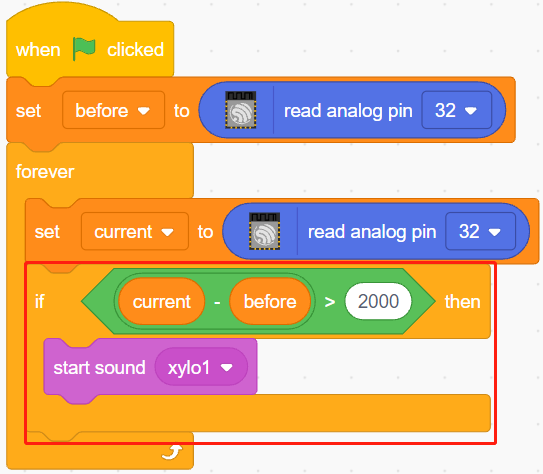 when clicked
set before to read analog pin 32
forever
set current to read analog pin 32
if current - before > 2000 then
start sound xylo1